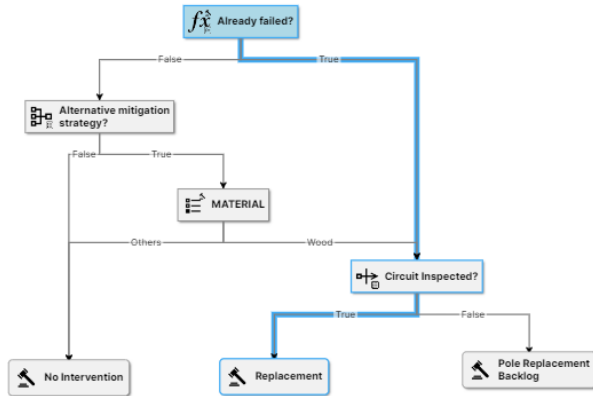 fx Already failed?
False
True
Alternative mitigation
strategy?
False
True
MATERIAL
Others
Wood
Circuit Inspected?
True
False
No Intervention
Replacement
Pole Replacement
Backlog